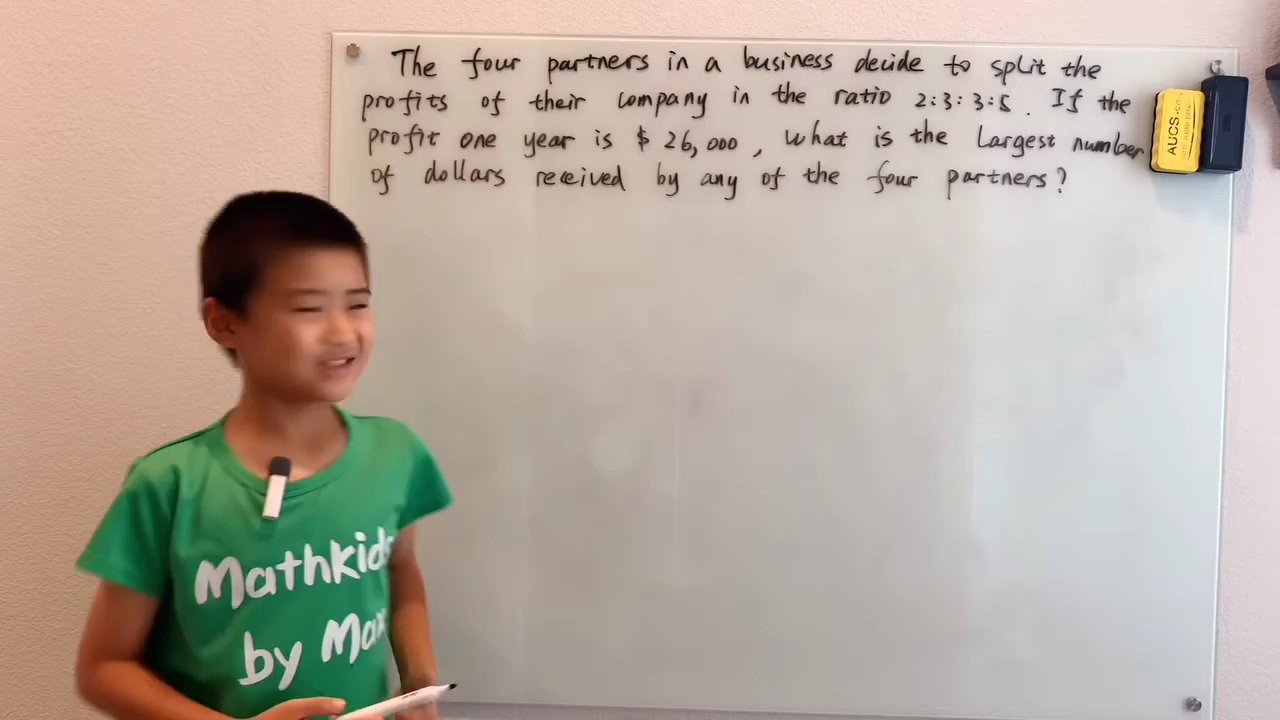 The four partners in a business decide to split the
profits of their company in the ratio 2:3:3:5. If the
profit one year is $26,000, what is the largest number
of dollars received by any of the four partners?
AUCS.cn
Mathkids
by Max